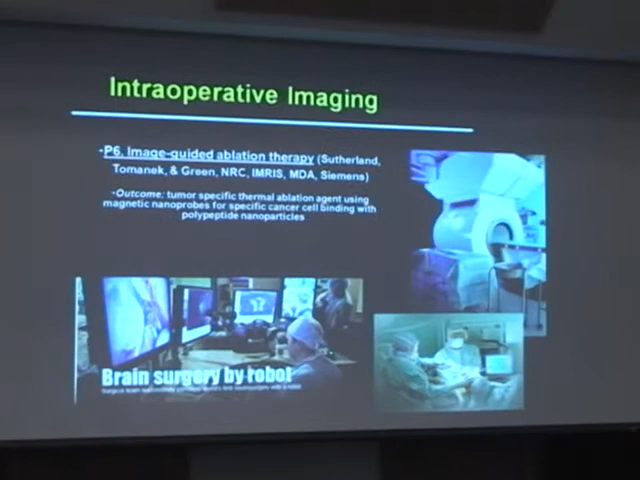 Intraoperative Imaging
-P6. Image-guided ablation therapy (Sutherland,
Tomanek, & Green, NRC, IMRIS, MDA, Siemens)
-Outcome: tumor specific thermal ablation agent using
magnetic nanoprobes for specific cancer cell binding with
polypeptide nanoparticles
Brain surgery by robot